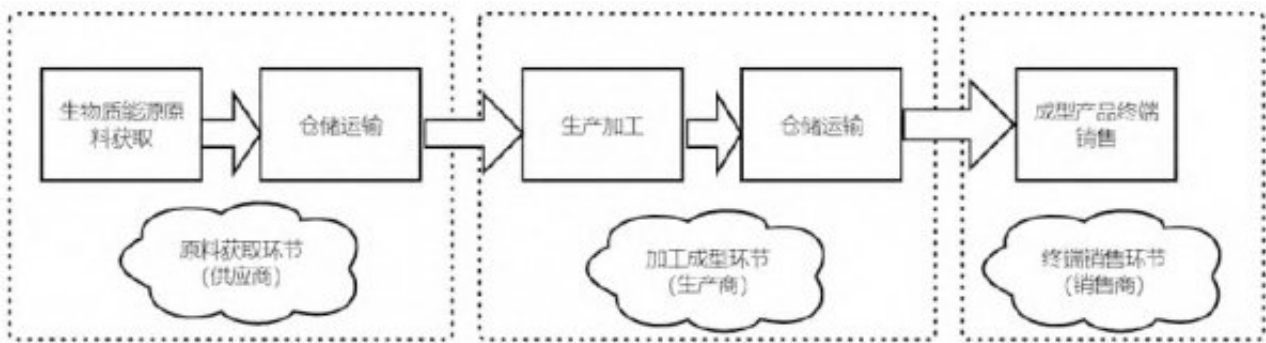 生物质能源原
料获取
仓储运输
生产加工
仓储运输
成型产品终端
销售
原料获取环节
(供应商)
加工成型环节
(生产商)
终端销售环节
(销售商)